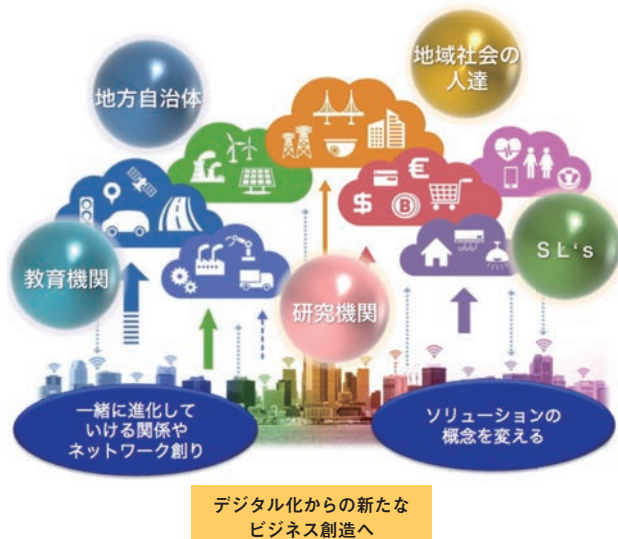 地方自治体
地域社会の
人達
教育機関
研究機関
SL‘s
$
€
B
一緒に進化して
いける関係や
ネットワーク創り
ソリューションの
概念を変える
デジタル化からの新たな
ビジネス創造へ